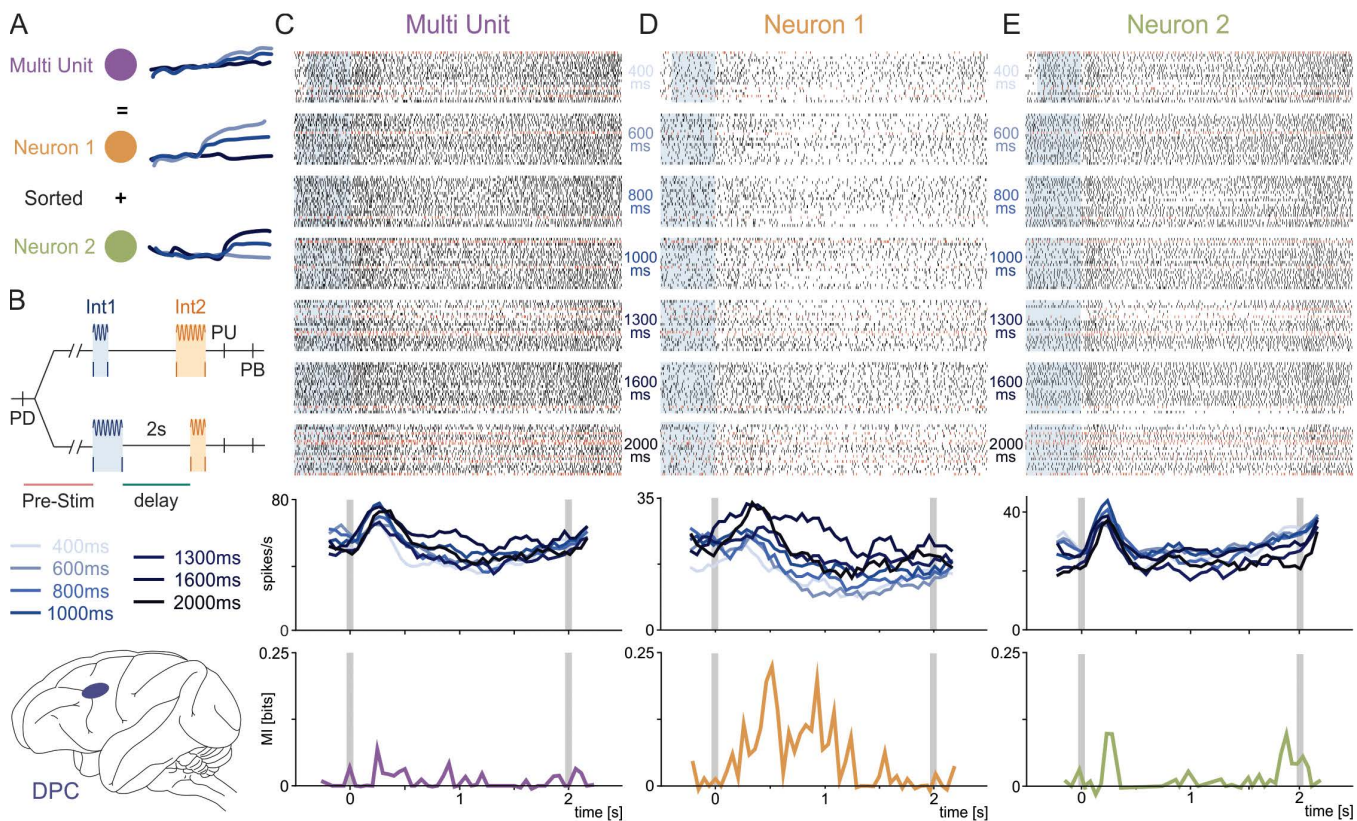 A
Multi Unit
=
Neuron 1
Sorted +
Neuron 2
B
Int1 Int2
PU
PB
PD
2s
Pre-Stim delay
400ms
600ms
800ms
1000ms
1300ms
1600ms
2000ms
DPC
C Multi Unit
400
ms
600
ms
800
ms
1000
ms
1300
ms
1600
ms
2000
ms
80
40
0
spikes/s
0.25
0
MI [bits]
0 1 2
time [s]
D Neuron 1
35
0
0.25
0
0 1 2
time [s]
E Neuron 2
400
ms
600
ms
800
ms
1000
ms
1300
ms
1600
ms
2000
ms
40
20
0
0.25
0
0 1 2
time [s]